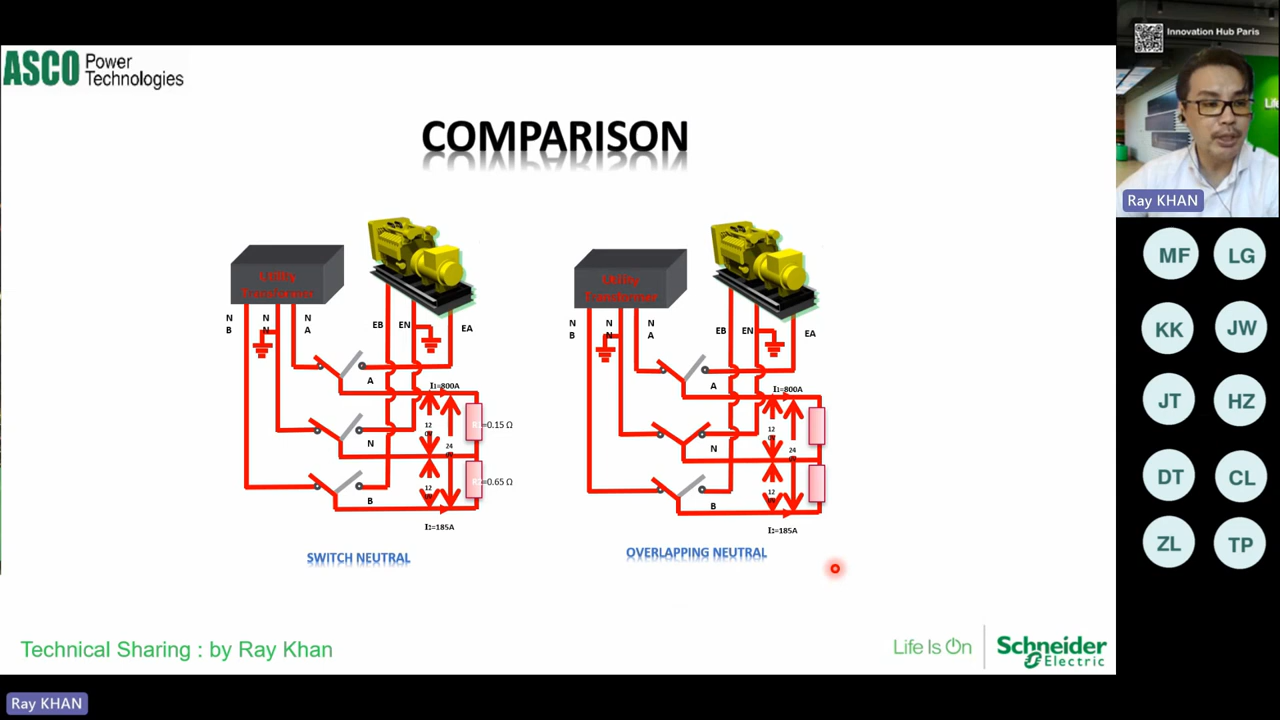 Innovation Hub Paris
ASCO Power
Technologies
COMPARISON
Ray KHAN
MF
LG
KK
JW
JT
HZ
DT
CL
ZL
TP
Utility
N
B
N
N
N
A
EB
EN
EA
A
I₁=800A
12
24
=0.15 Ω
N
12
=0.65 Ω
B
I₂=185A
SWITCH NEUTRAL
Utility
N
B
N
N
N
A
EB
EN
EA
A
I₁=800A
12
24
N
12
B
I₂=185A
OVERLAPPING NEUTRAL
Technical Sharing : by Ray Khan
Life Is On
Schneider
Electric
Ray KHAN